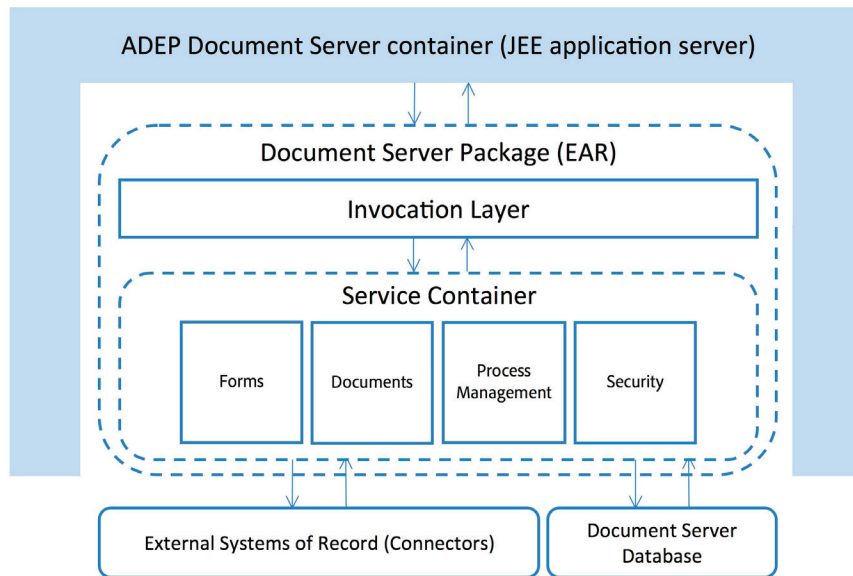 ADEP Document Server container (JEE application server)
Document Server Package (EAR)
Invocation Layer
Service Container
Forms
Documents
Process
Management
Security
External Systems of Record (Connectors)
Document Server
Database